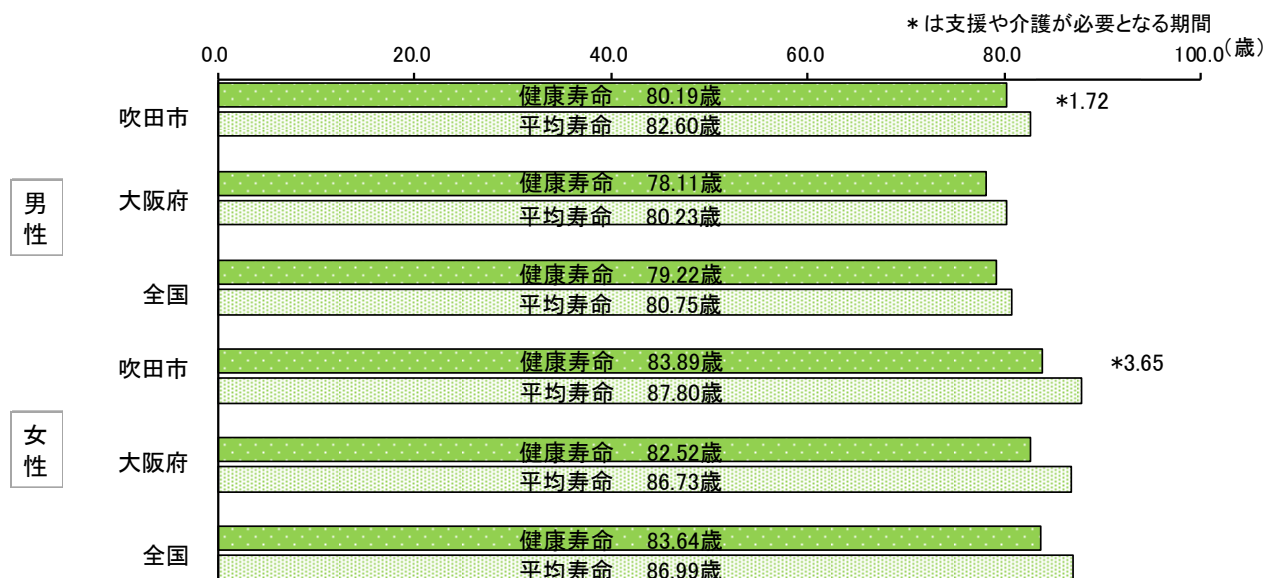 * は支援や介護が必要となる期間
0.0 20.0 40.0 60.0 80.0 100.0 (歳)
男性
吹田市
健康寿命 80.19歳 *1.72
平均寿命 82.60歳
大阪府
健康寿命 78.11歳
平均寿命 80.23歳
全国
健康寿命 79.22歳
平均寿命 80.75歳
女性
吹田市
健康寿命 83.89歳 *3.65
平均寿命 87.80歳
大阪府
健康寿命 82.52歳
平均寿命 86.73歳
全国
健康寿命 83.64歳
平均寿命 86.99歳